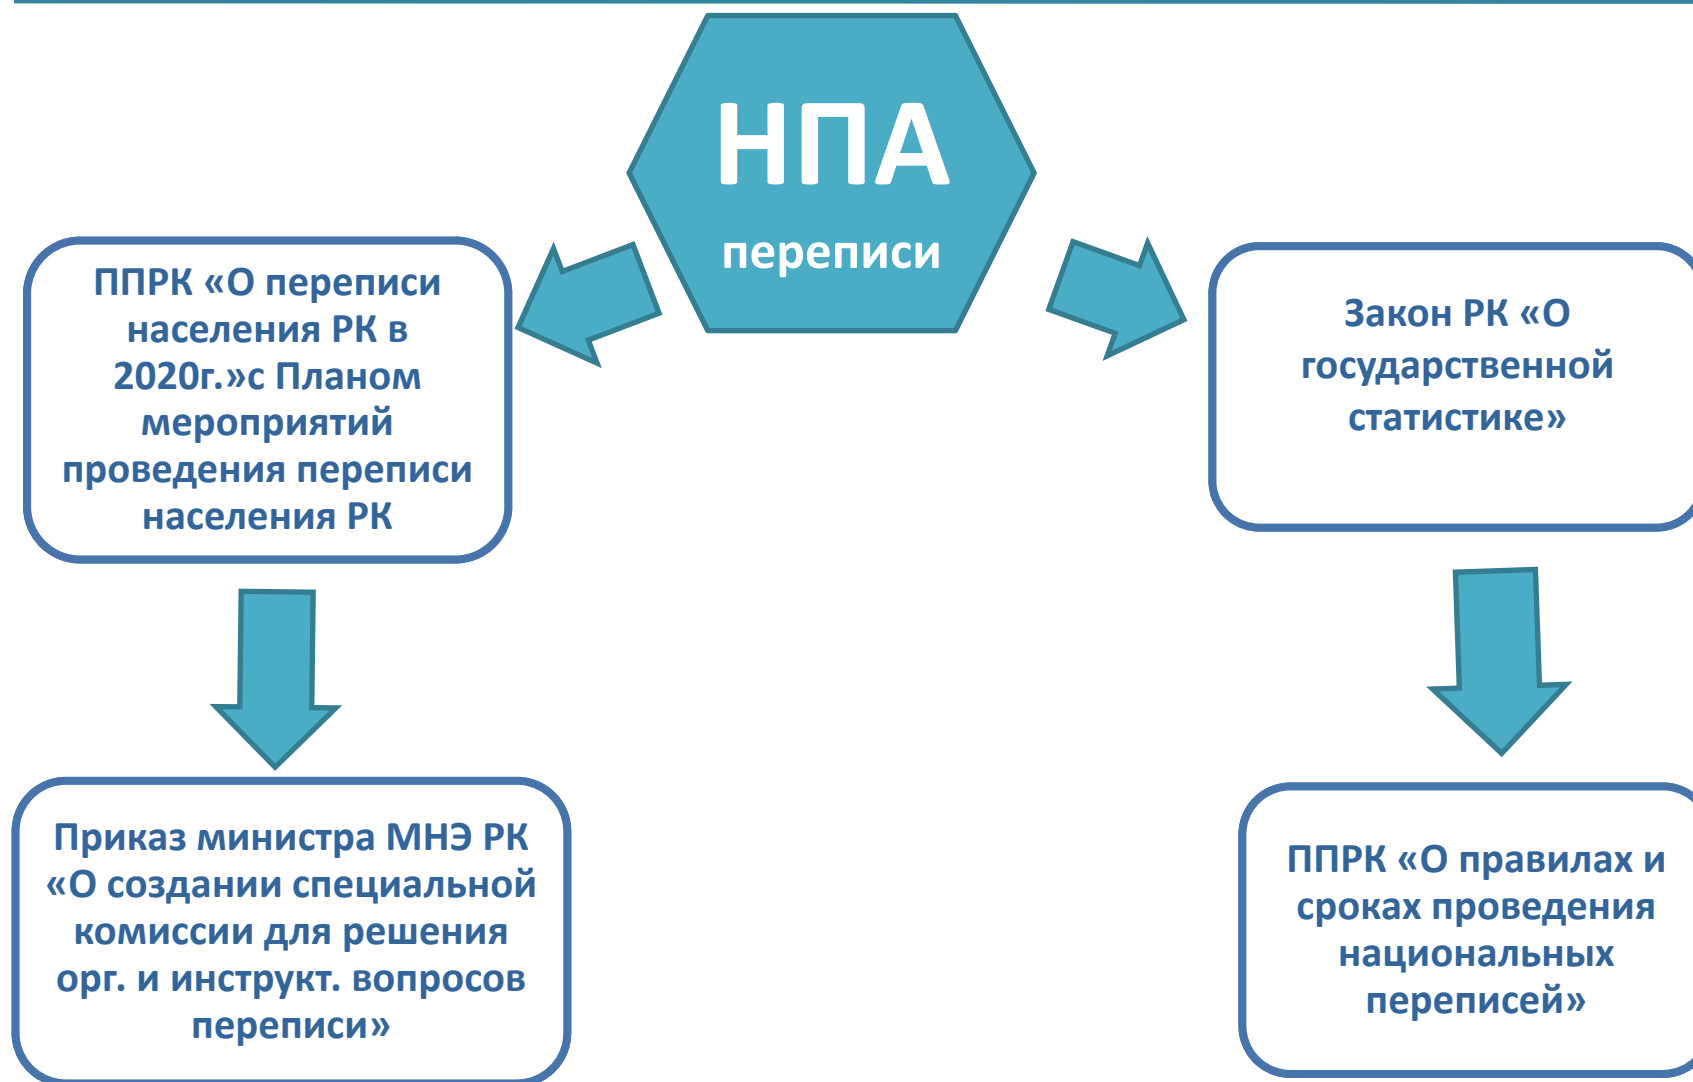 НПА
переписи
ППРК «О переписи
населения РК в
2020г.»с Планом
мероприятий
проведения переписи
населения РК
Закон РК «О
государственной
статистике»
Приказ министра МНЭ РК
«О создании специальной
комиссии для решения
орг. и инструкт. вопросов
переписи»
ППРК «О правилах и
сроках проведения
национальных
переписей»